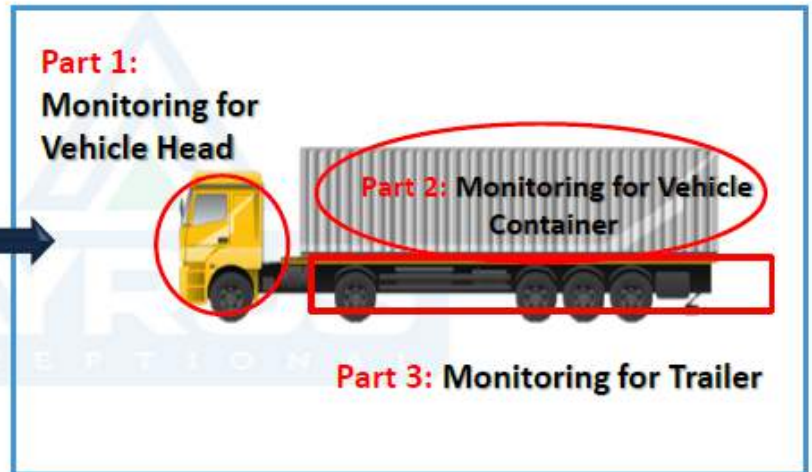 Part 1:
Monitoring for
Vehicle Head
Part 2: Monitoring for Vehicle
Container
Part 3: Monitoring for Trailer